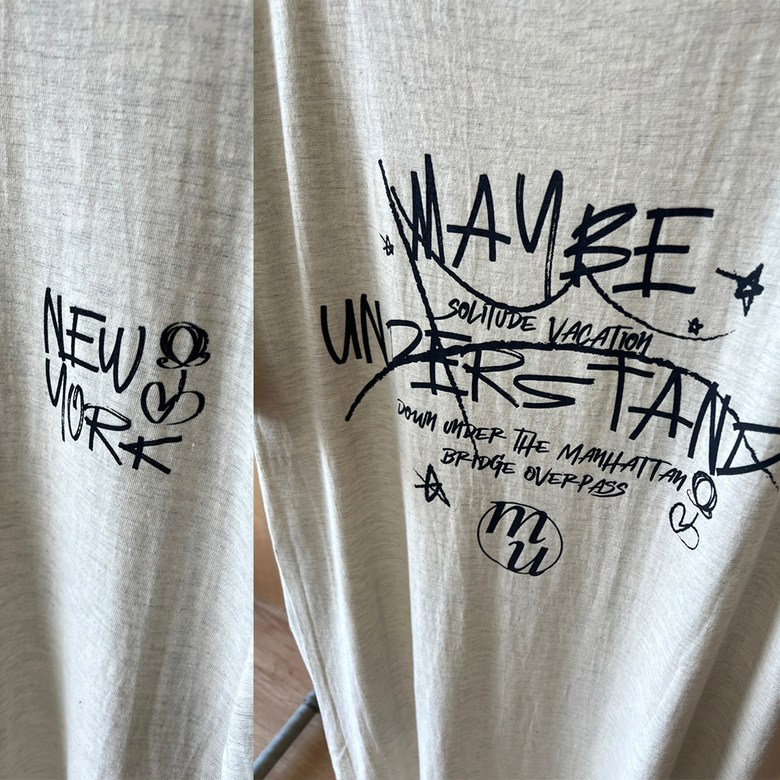 NEW
YORK
MAYBE
SOLITUDE VACATION
UNDERSTAND
DOWN UNDER THE MANHATTAN
BRIDGE OVERPASS
mu